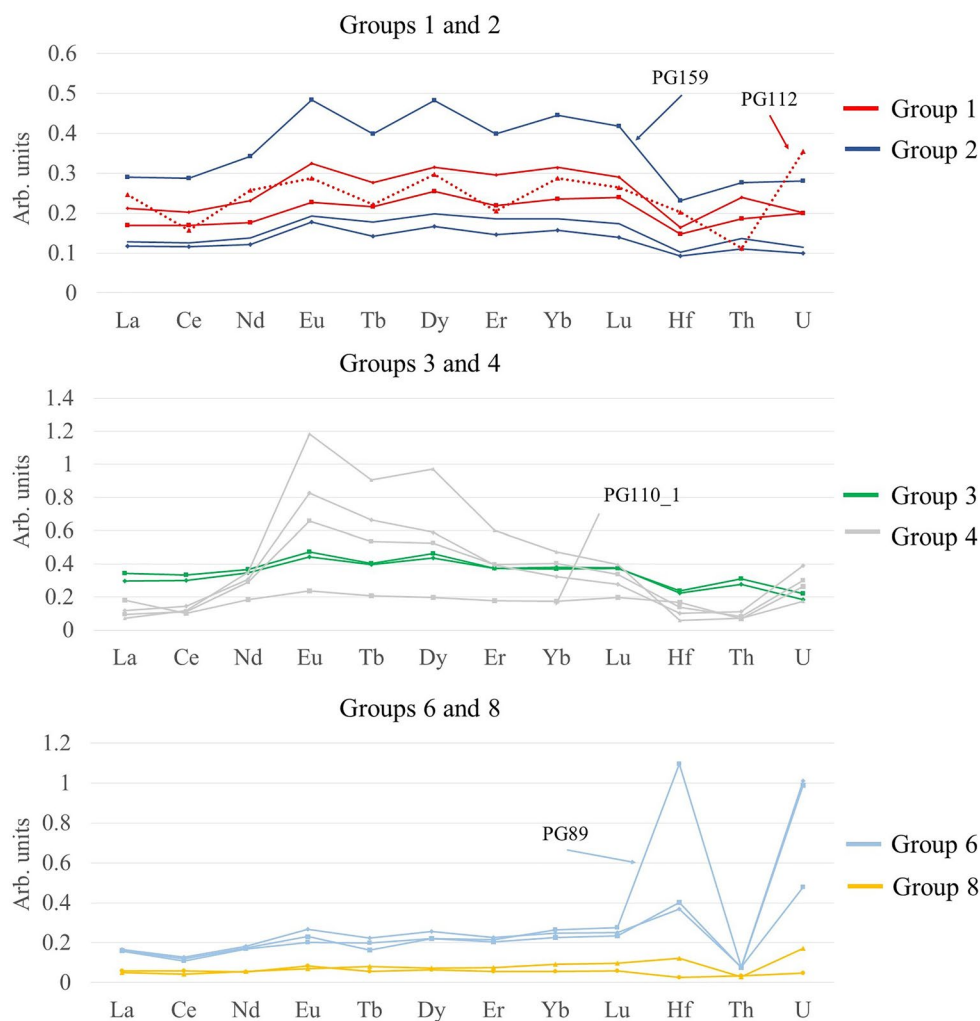 Groups 1 and 2
0.6
0.5
0.4
0.3
0.2
0.1
0
Arb. units
PG159
PG112
Group 1
Group 2
La Ce Nd Eu Tb Dy Er Yb Lu Hf Th U
Groups 3 and 4
1.4
1.2
1
0.8
0.6
0.4
0.2
0
Arb. units
PG110_1
Group 3
Group 4
La Ce Nd Eu Tb Dy Er Yb Lu Hf Th U
Groups 6 and 8
1.2
1
0.8
0.6
0.4
0.2
0
Arb. units
PG89
Group 6
Group 8
La Ce Nd Eu Tb Dy Er Yb Lu Hf Th U